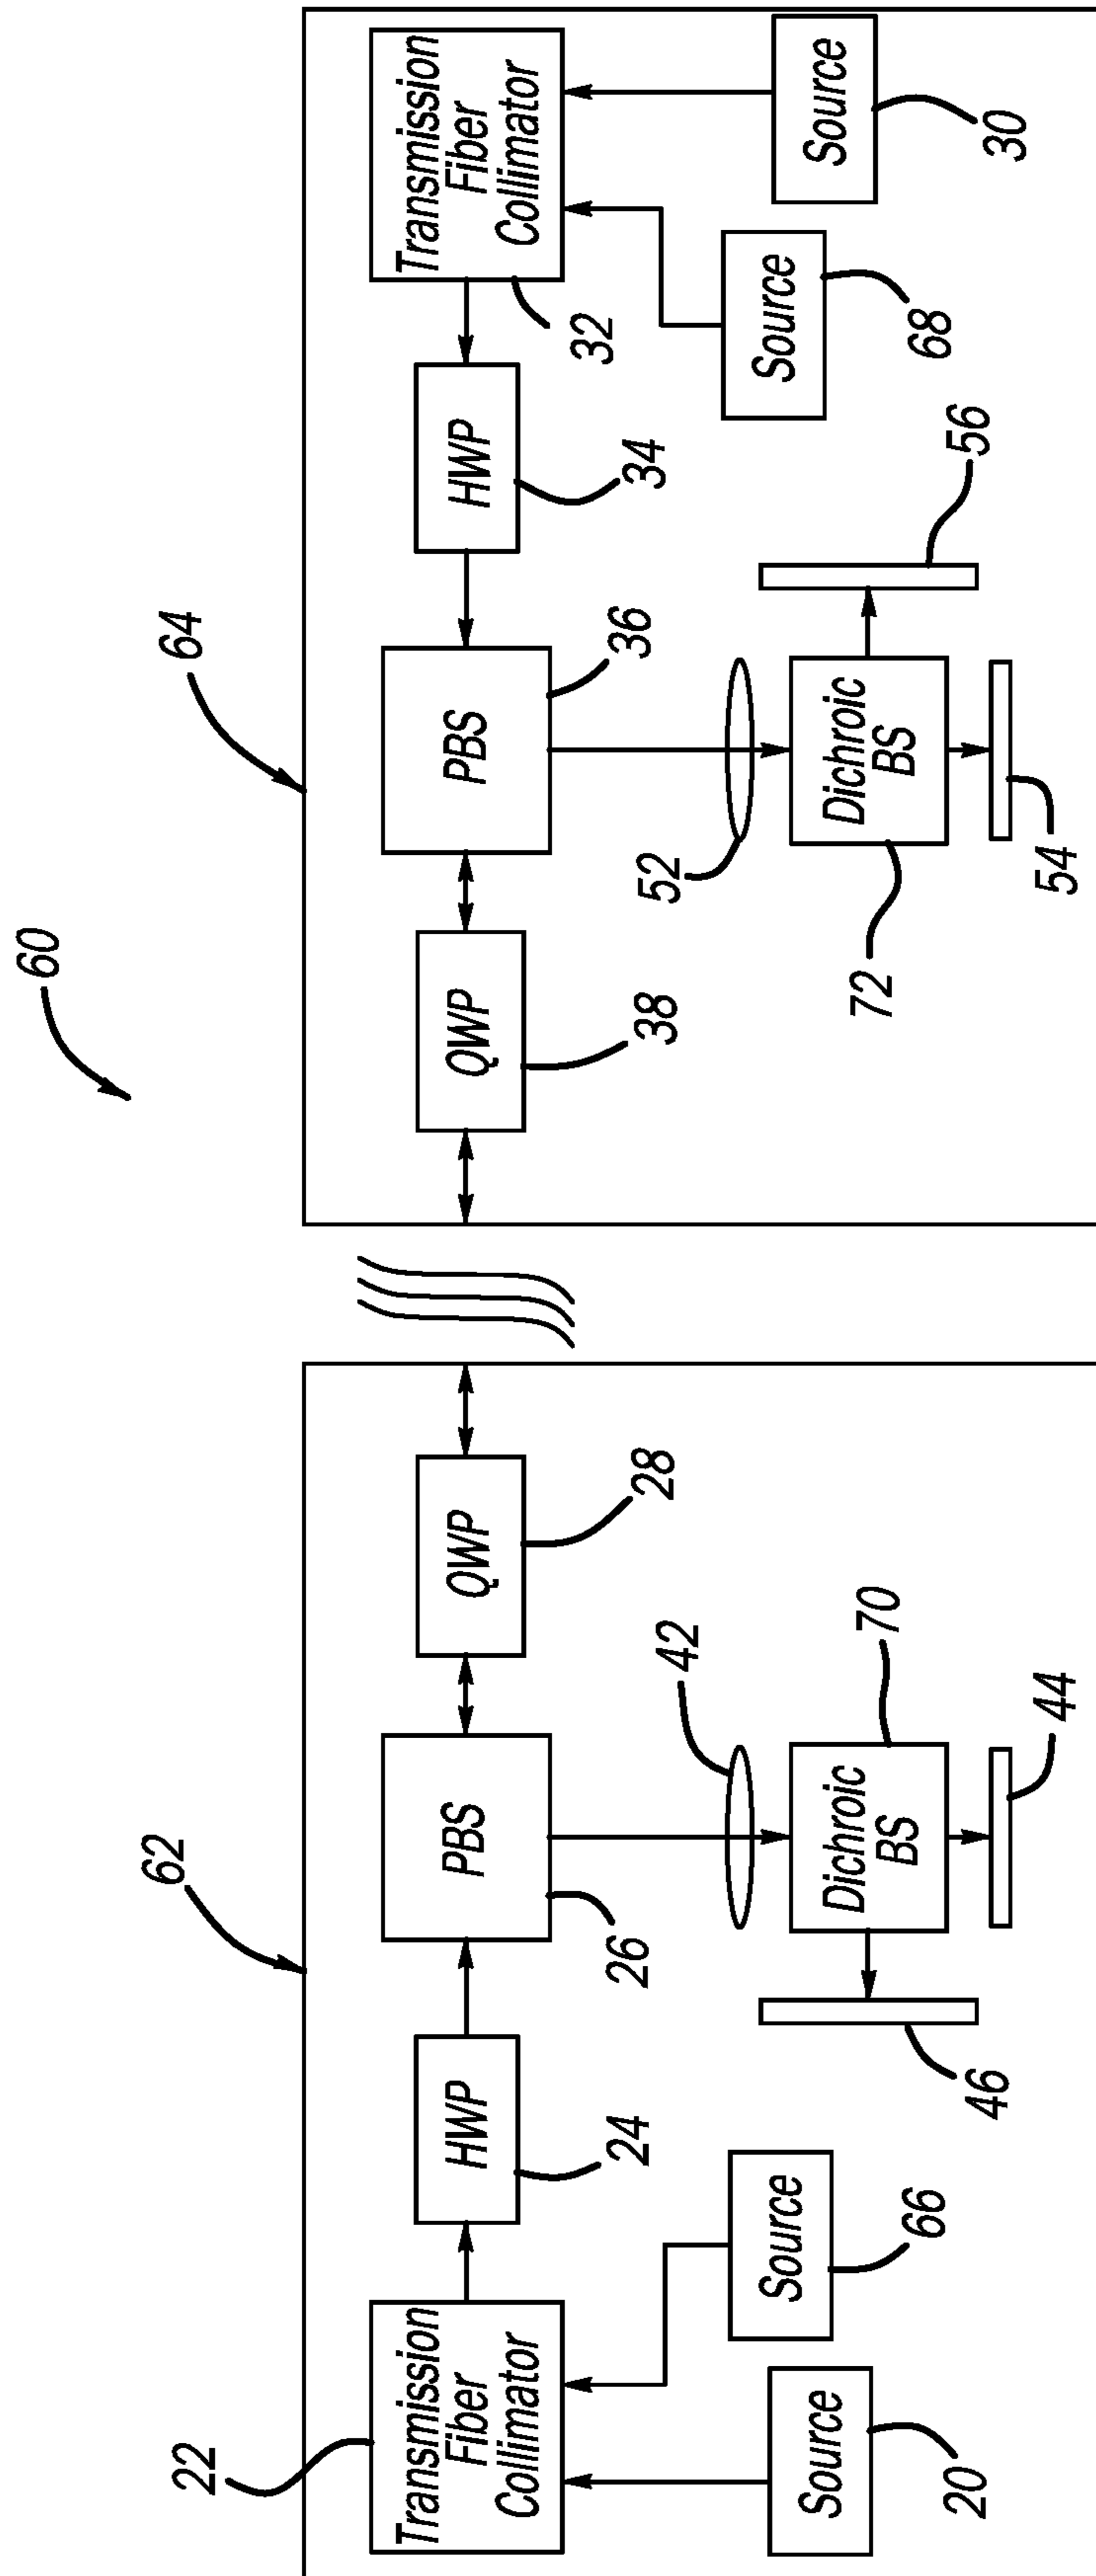 60
62
64
22
Transmission
Fiber
Collimator
HWP
24
PBS
26
QWP
28
QWP
38
PBS
36
HWP
34
Transmission
Fiber
Collimator
32
Source
20
Source
66
46
42
Dichroic
BS
70
44
52
Dichroic
BS
72
54
56
Source
68
Source
30